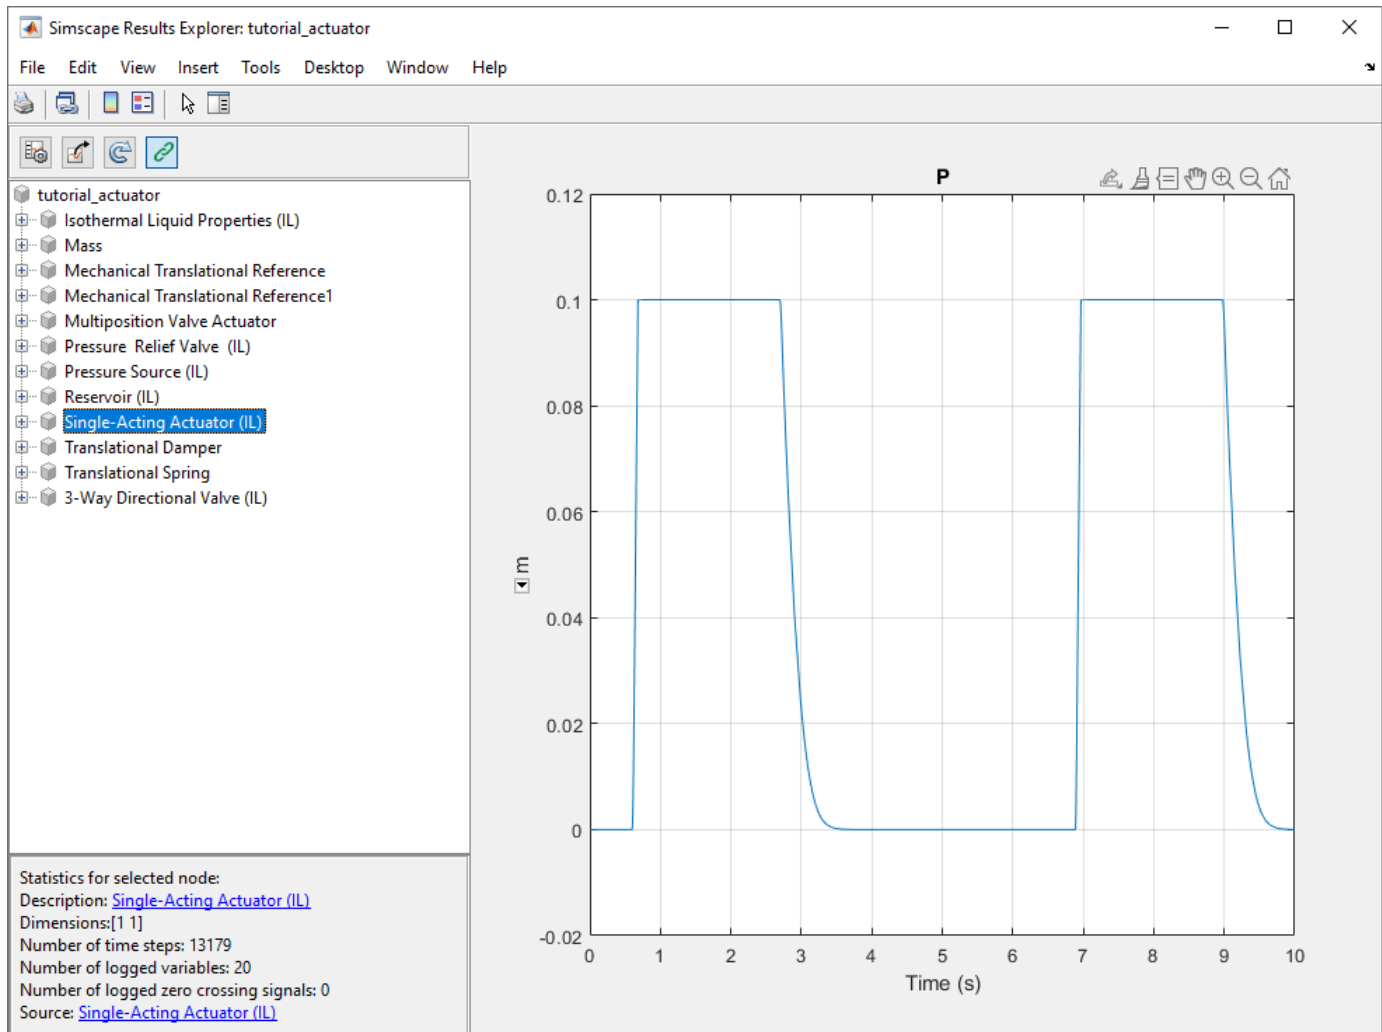 Simscape Results Explorer: tutorial_actuator
File Edit View Insert Tools Desktop Window Help
tutorial_actuator
Isothermal Liquid Properties (IL)
Mass
Mechanical Translational Reference
Mechanical Translational Reference1
Multiposition Valve Actuator
Pressure Relief Valve (IL)
Pressure Source (IL)
Reservoir (IL)
Single-Acting Actuator (IL)
Translational Damper
Translational Spring
3-Way Directional Valve (IL)
Statistics for selected node:
Description: Single-Acting Actuator (IL)
Dimensions:[1 1]
Number of time steps: 13179
Number of logged variables: 20
Number of logged zero crossing signals: 0
Source: Single-Acting Actuator (IL)
P
0.12
0.1
0.08
0.06
0.04
0.02
0
-0.02
m
0 1 2 3 4 5 6 7 8 9 10
Time (s)